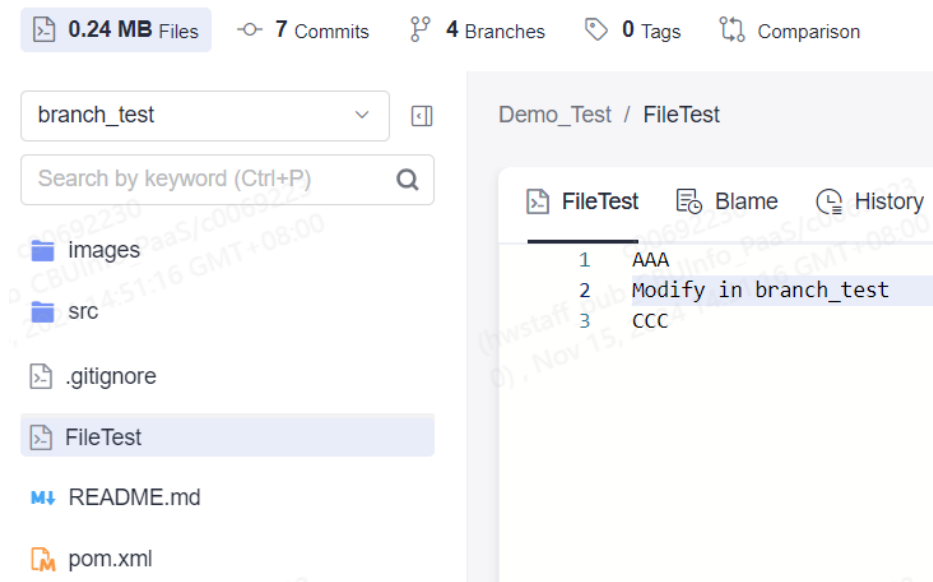 0.24 MB Files 7 Commits 4 Branches 0 Tags Comparison
branch_test
Demo_Test / FileTest
Search by keyword (Ctrl+P)
FileTest Blame History
images
src
.gitignore
FileTest
README.md
pom.xml
1 AAA
2 Modify in branch_test
3 CCC